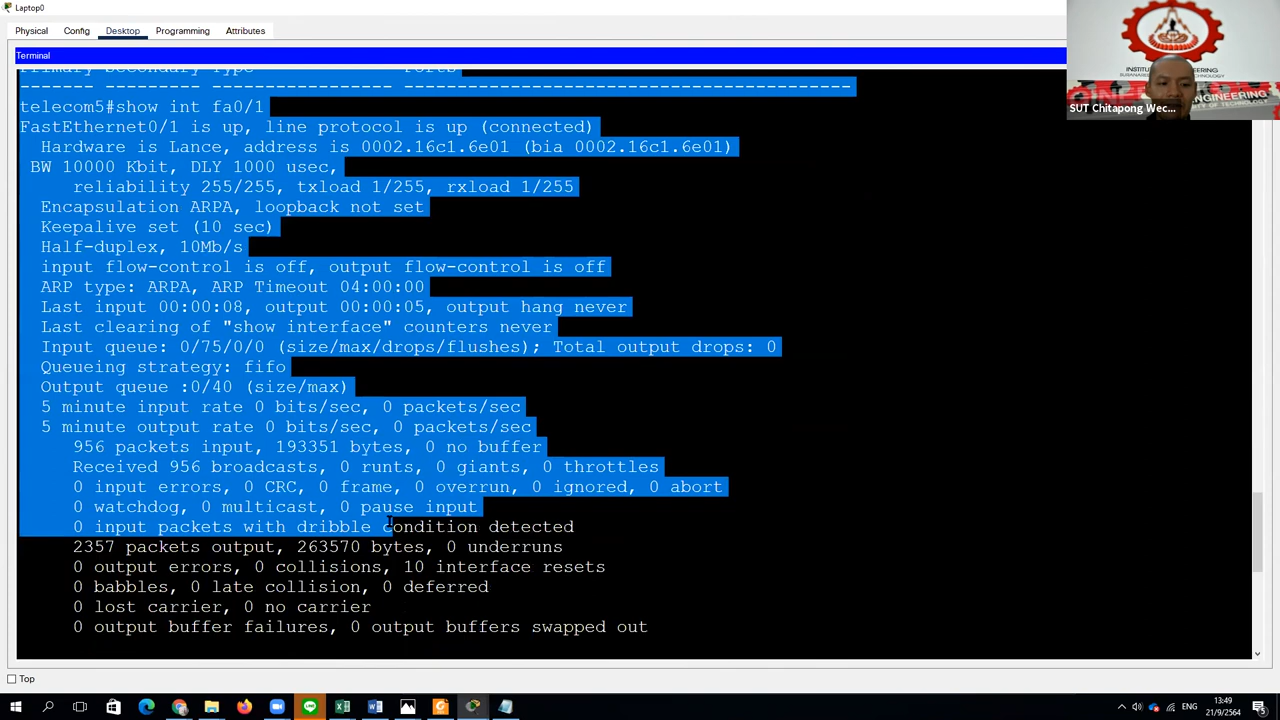 Laptop0
Physical Config Desktop Programming Attributes
Terminal
Primary Secondary Type Ports
------- --------- ----------------- ------------------------------------------
telecom5#show int fa0/1
FastEthernet0/1 is up, line protocol is up (connected)
Hardware is Lance, address is 0002.16c1.6e01 (bia 0002.16c1.6e01)
BW 10000 Kbit, DLY 1000 usec,
reliability 255/255, txload 1/255, rxload 1/255
Encapsulation ARPA, loopback not set
Keepalive set (10 sec)
Half-duplex, 10Mb/s
input flow-control is off, output flow-control is off
ARP type: ARPA, ARP Timeout 04:00:00
Last input 00:00:08, output 00:00:05, output hang never
Last clearing of "show interface" counters never
Input queue: 0/75/0/0 (size/max/drops/flushes); Total output drops: 0
Queueing strategy: fifo
Output queue :0/40 (size/max)
5 minute input rate 0 bits/sec, 0 packets/sec
5 minute output rate 0 bits/sec, 0 packets/sec
956 packets input, 193351 bytes, 0 no buffer
Received 956 broadcasts, 0 runts, 0 giants, 0 throttles
0 input errors, 0 CRC, 0 frame, 0 overrun, 0 ignored, 0 abort
0 watchdog, 0 multicast, 0 pause input
0 input packets with dribble condition detected
2357 packets output, 263570 bytes, 0 underruns
0 output errors, 0 collisions, 10 interface resets
0 babbles, 0 late collision, 0 deferred
0 lost carrier, 0 no carrier
0 output buffer failures, 0 output buffers swapped out
Top
SUT Chitapong Wec...
13:49
21/9/2564